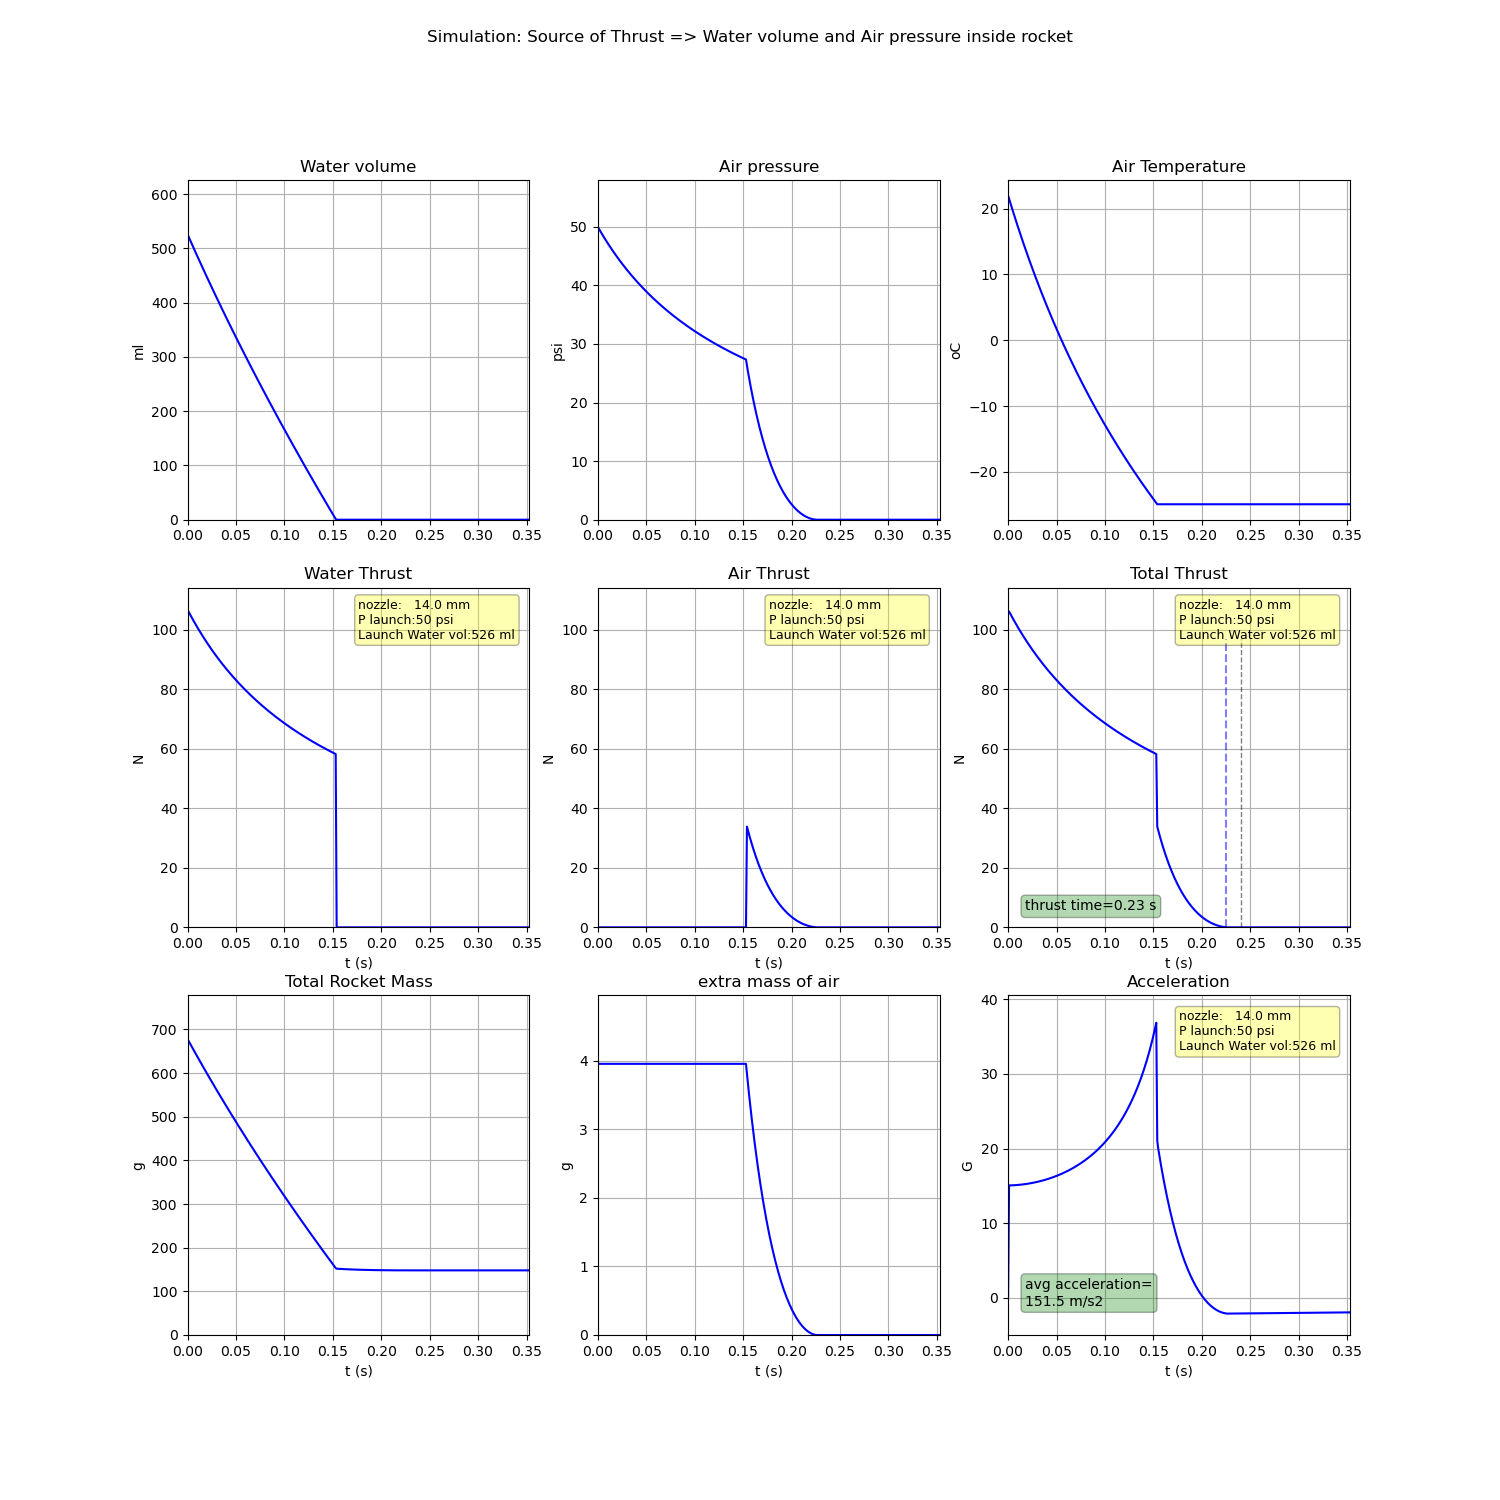 Simulation: Source of Thrust => Water volume and Air pressure inside rocket
Water volume
ml
600
500
400
300
200
100
0
0.00 0.05 0.10 0.15 0.20 0.25 0.30 0.35
Air pressure
psi
50
40
30
20
10
0
0.00 0.05 0.10 0.15 0.20 0.25 0.30 0.35
Air Temperature
oC
20
10
0
−10
−20
0.00 0.05 0.10 0.15 0.20 0.25 0.30 0.35
Water Thrust
nozzle: 14.0 mm
P launch:50 psi
Launch Water vol:526 ml
N
100
80
60
40
20
0
0.00 0.05 0.10 0.15 0.20 0.25 0.30 0.35
t (s)
Air Thrust
nozzle: 14.0 mm
P launch:50 psi
Launch Water vol:526 ml
N
100
80
60
40
20
0
0.00 0.05 0.10 0.15 0.20 0.25 0.30 0.35
t (s)
Total Thrust
nozzle: 14.0 mm
P launch:50 psi
Launch Water vol:526 ml
N
100
80
60
40
20
0
thrust time=0.23 s
0.00 0.05 0.10 0.15 0.20 0.25 0.30 0.35
t (s)
Total Rocket Mass
g
700
600
500
400
300
200
100
0
0.00 0.05 0.10 0.15 0.20 0.25 0.30 0.35
t (s)
extra mass of air
g
4
3
2
1
0
0.00 0.05 0.10 0.15 0.20 0.25 0.30 0.35
t (s)
Acceleration
nozzle: 14.0 mm
P launch:50 psi
Launch Water vol:526 ml
G
40
30
20
10
0
avg acceleration=
151.5 m/s2
0.00 0.05 0.10 0.15 0.20 0.25 0.30 0.35
t (s)